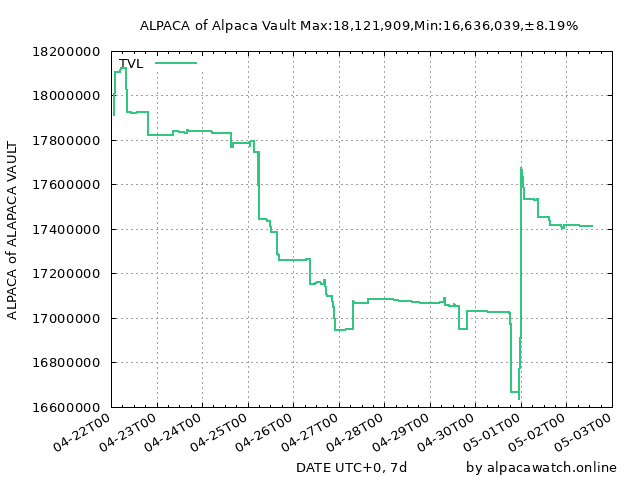 ALPACA of Alpaca Vault Max:18,121,909,Min:16,636,039,±8.19%
TVL
ALPACA of ALAPACA VAULT
18200000
18000000
17800000
17600000
17400000
17200000
17000000
16800000
16600000
04-22T00
04-23T00
04-24T00
04-25T00
04-26T00
04-27T00
04-28T00
04-29T00
04-30T00
05-01T00
05-02T00
05-03T00
DATE UTC+0, 7d
by alpacawatch.online